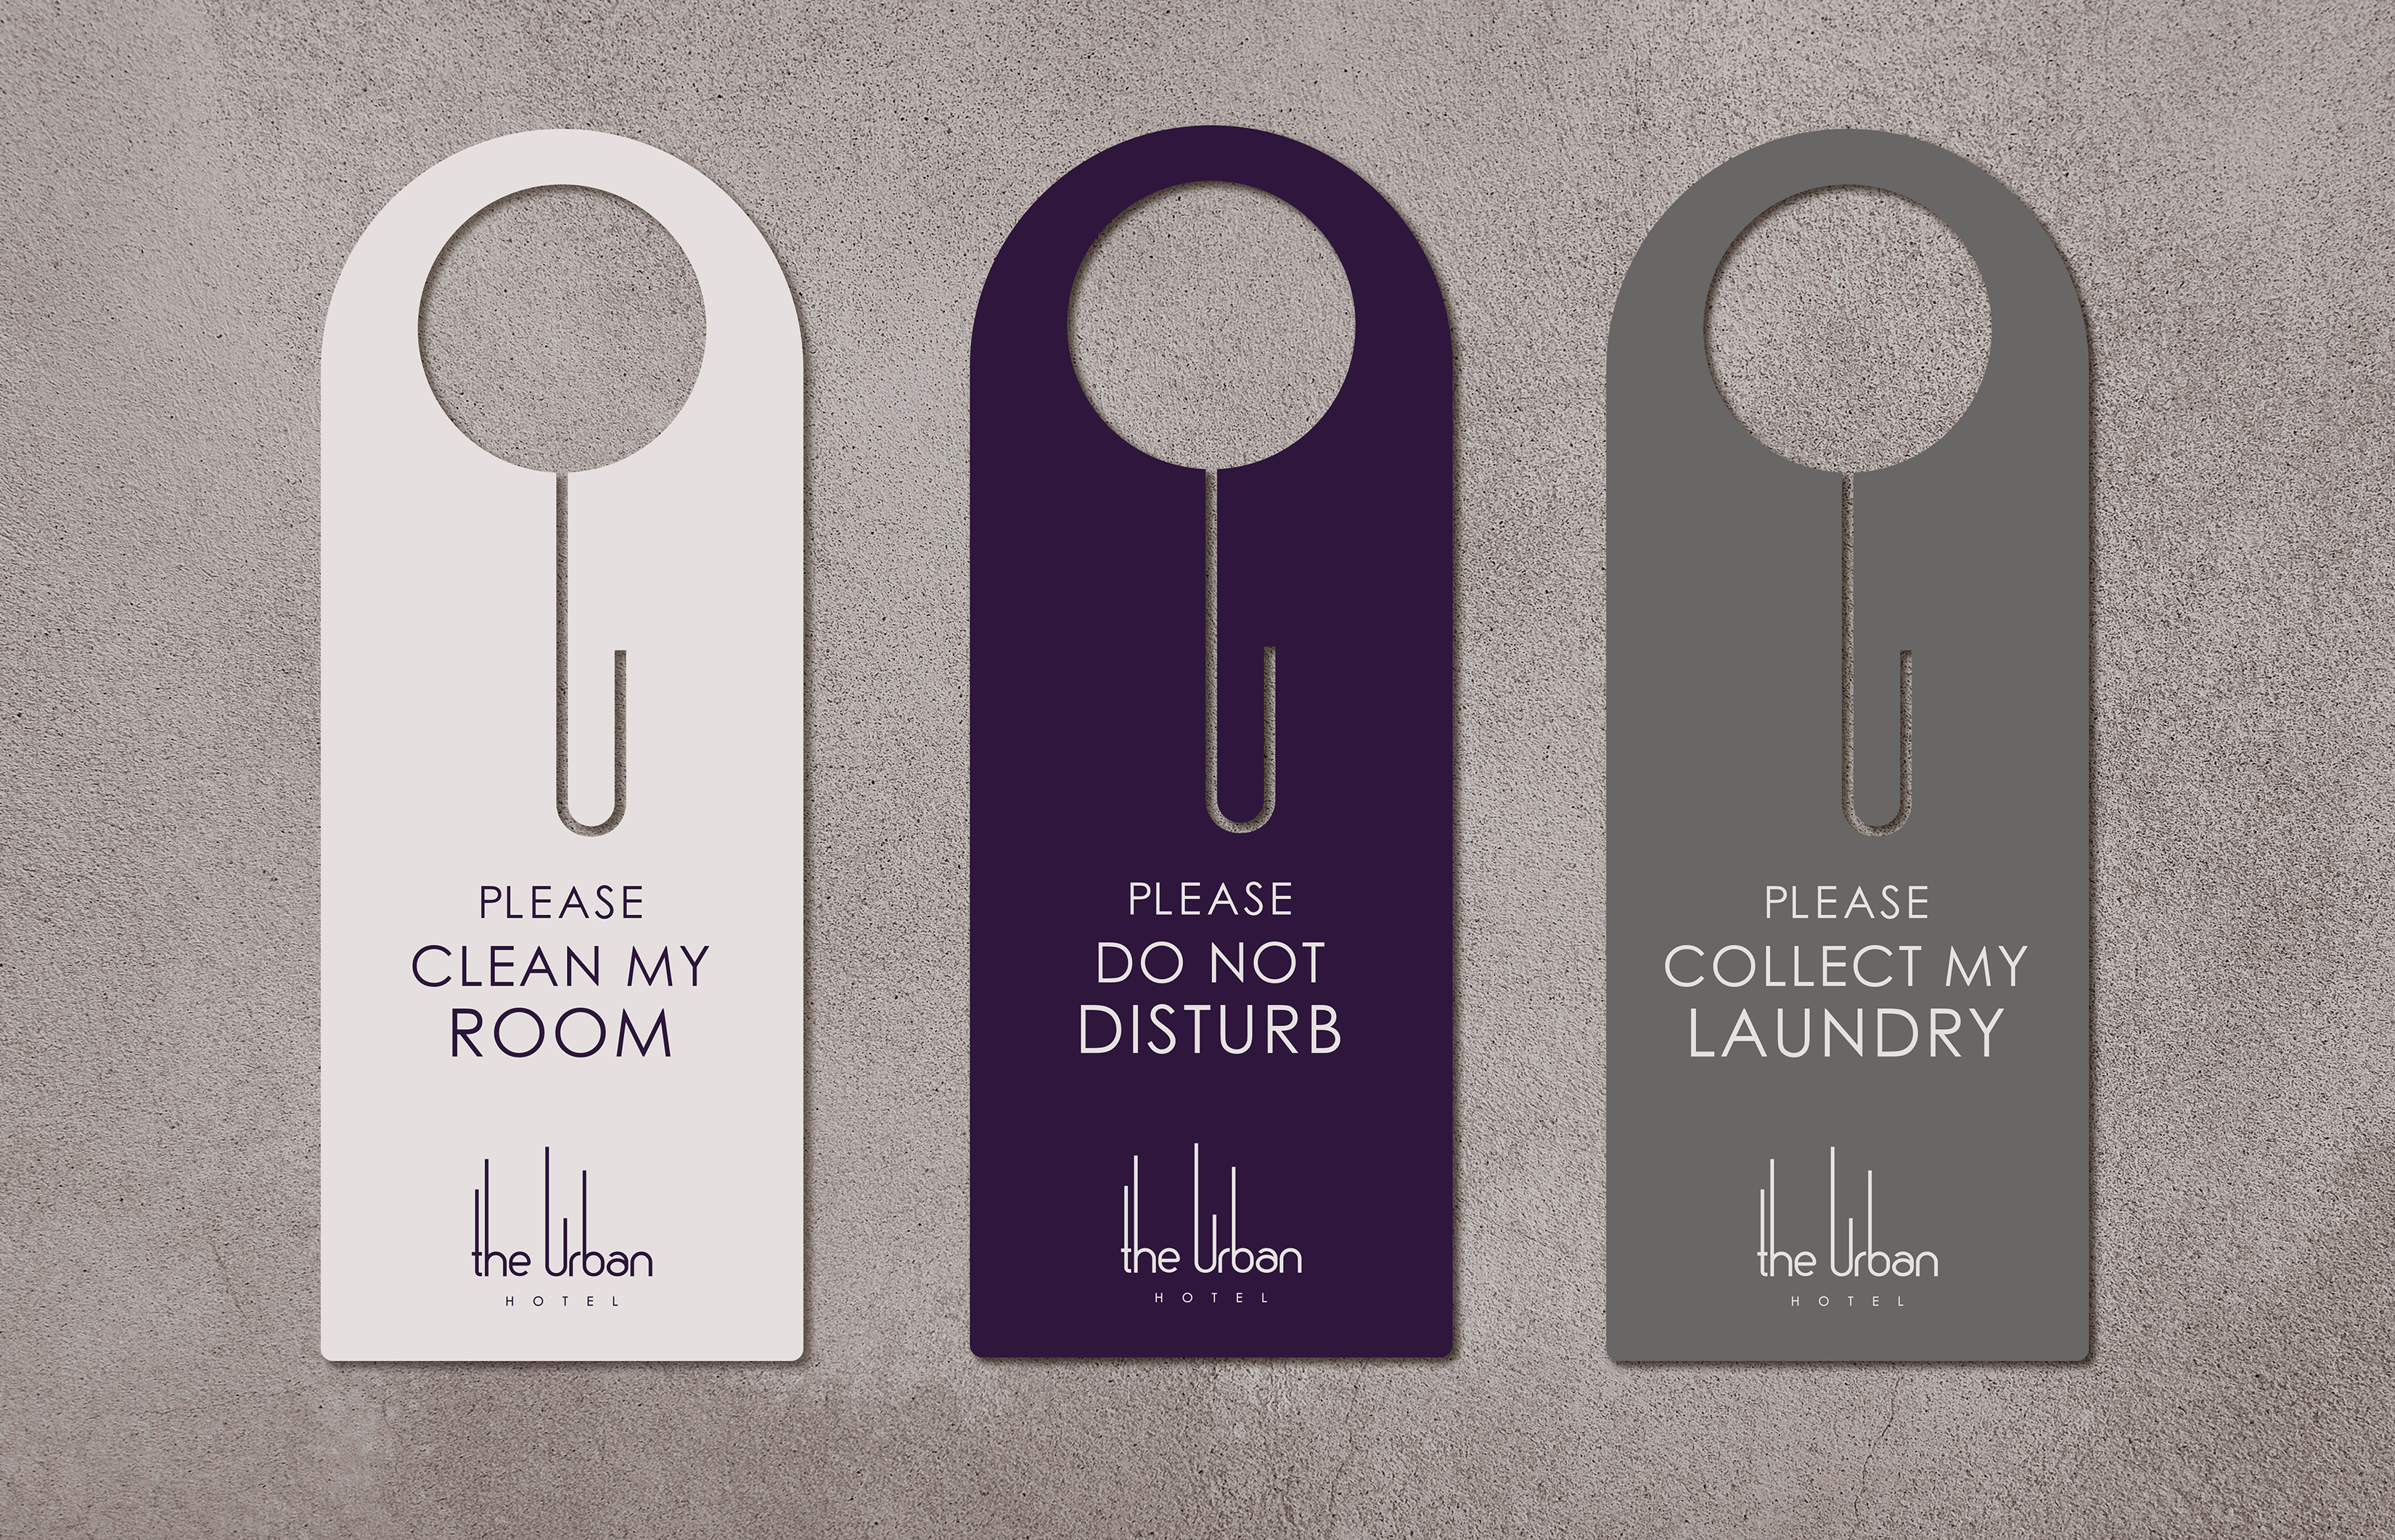 PLEASE
CLEAN MY
ROOM
the Urban
HOTEL
PLEASE
DO NOT
DISTURB
the Urban
HOTEL
PLEASE
COLLECT MY
LAUNDRY
the Urban
HOTEL